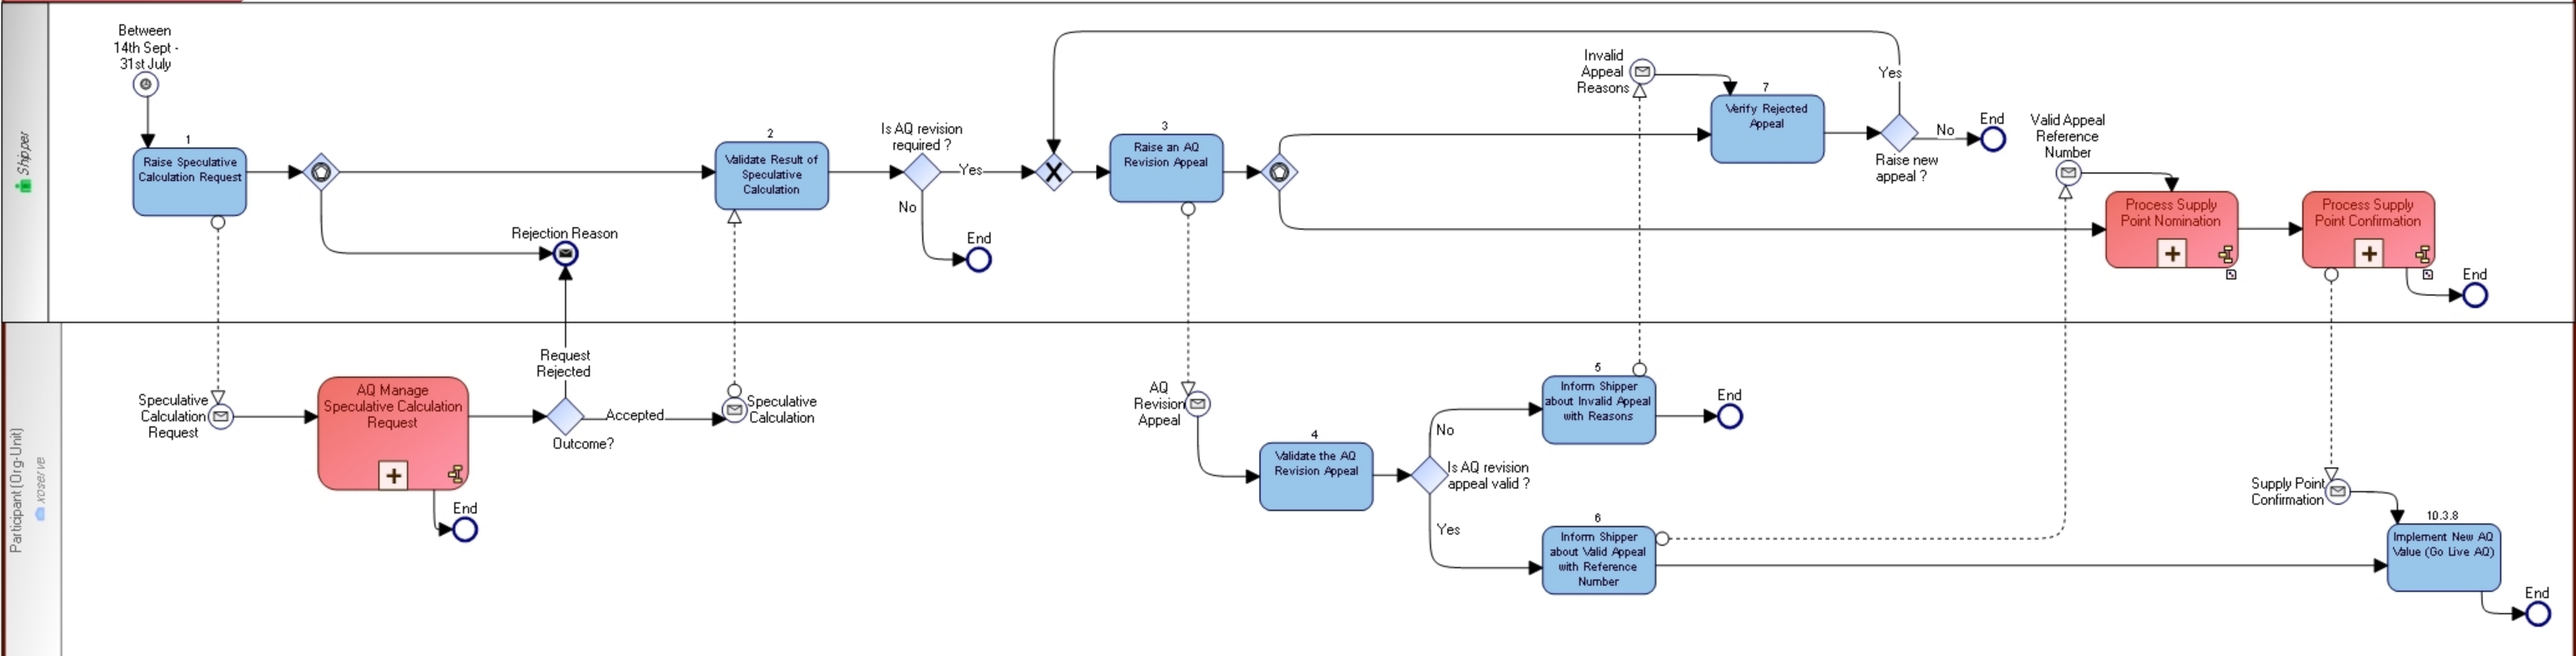 Shipper
Between
14th Sept -
31st July
1
Raise Speculative
Calculation Request
Rejection Reason
2
Validate Result of
Speculative
Calculation
Is AQ revision
required ?
Yes
No
End
3
Raise an AQ
Revision Appeal
Invalid
Appeal
Reasons
7
Verify Rejected
Appeal
Yes
No
End
Raise new
appeal ?
Valid Appeal
Reference
Number
Process Supply
Point Nomination
Process Supply
Point Confirmation
End
Participant (Org-Unit)
xoserve
Speculative
Calculation
Request
AQ Manage
Speculative Calculation
Request
End
Request
Rejected
Outcome?
Accepted
Speculative
Calculation
AQ
Revision
Appeal
4
Validate the AQ
Revision Appeal
Is AQ revision
appeal valid ?
No
Yes
5
Inform Shipper
about Invalid Appeal
with Reasons
End
6
Inform Shipper
about Valid Appeal
with Reference
Number
Supply Point
Confirmation
10.3.8
Implement New AQ
Value (Go Live AQ)
End